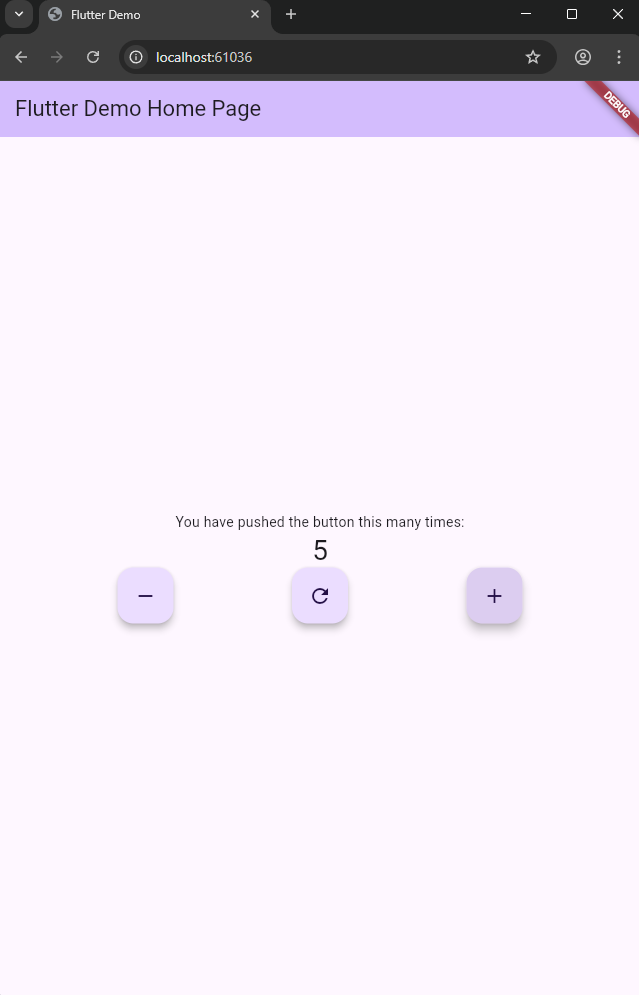 Flutter Demo
localhost:61036
Flutter Demo Home Page
DEBUG
You have pushed the button this many times:
5